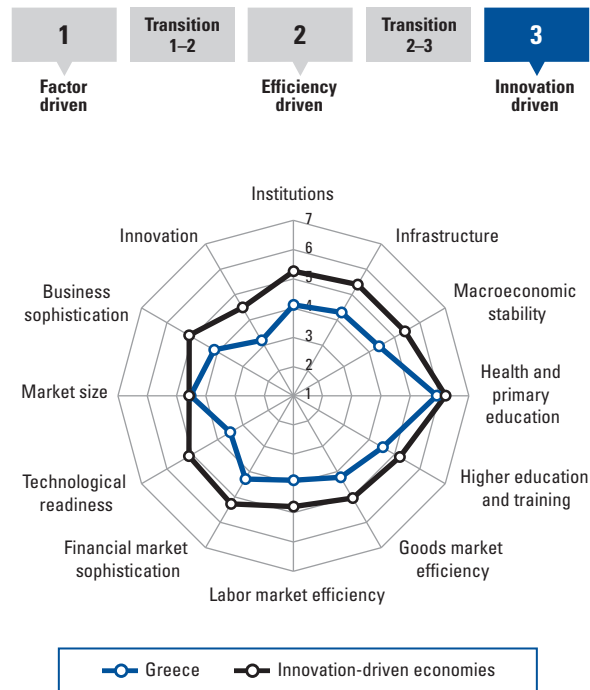 1
Transition
1–2
2
Transition
2–3
3
Factor
driven
Efficiency
driven
Innovation
driven
Institutions
Innovation
Infrastructure
Business
sophistication
Macroeconomic
stability
Market size
Health and
primary
education
Technological
readiness
Higher education
and training
Financial market
sophistication
Goods market
efficiency
Labor market efficiency
7
6
5
4
3
2
1
Greece
Innovation-driven economies